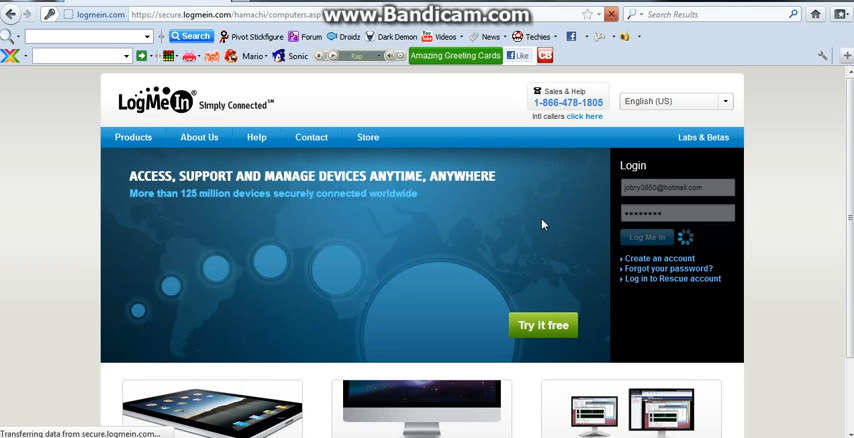 www.Bandicam.com
logmein.com
https://secure.logmein.com/hamachi/computers.asp
Search
Search
Pivot Stickfigure
Forum
Droidz
Dark Demon
Videos
News
Techies
Mario
Sonic
Rap
Amazing Greeting Cards
Like
LogMeIn® Simply Connected℠
Sales & Help
1-866-478-1805
Intl callers click here
English (US)
Products
About Us
Help
Contact
Store
Labs & Betas
ACCESS, SUPPORT AND MANAGE DEVICES ANYTIME, ANYWHERE
More than 125 million devices securely connected worldwide
Login
jobry3850@hotmail.com
Log Me In
Create an account
Forgot your password?
Log in to Rescue account
Try it free
Transferring data from secure.logmein.com...